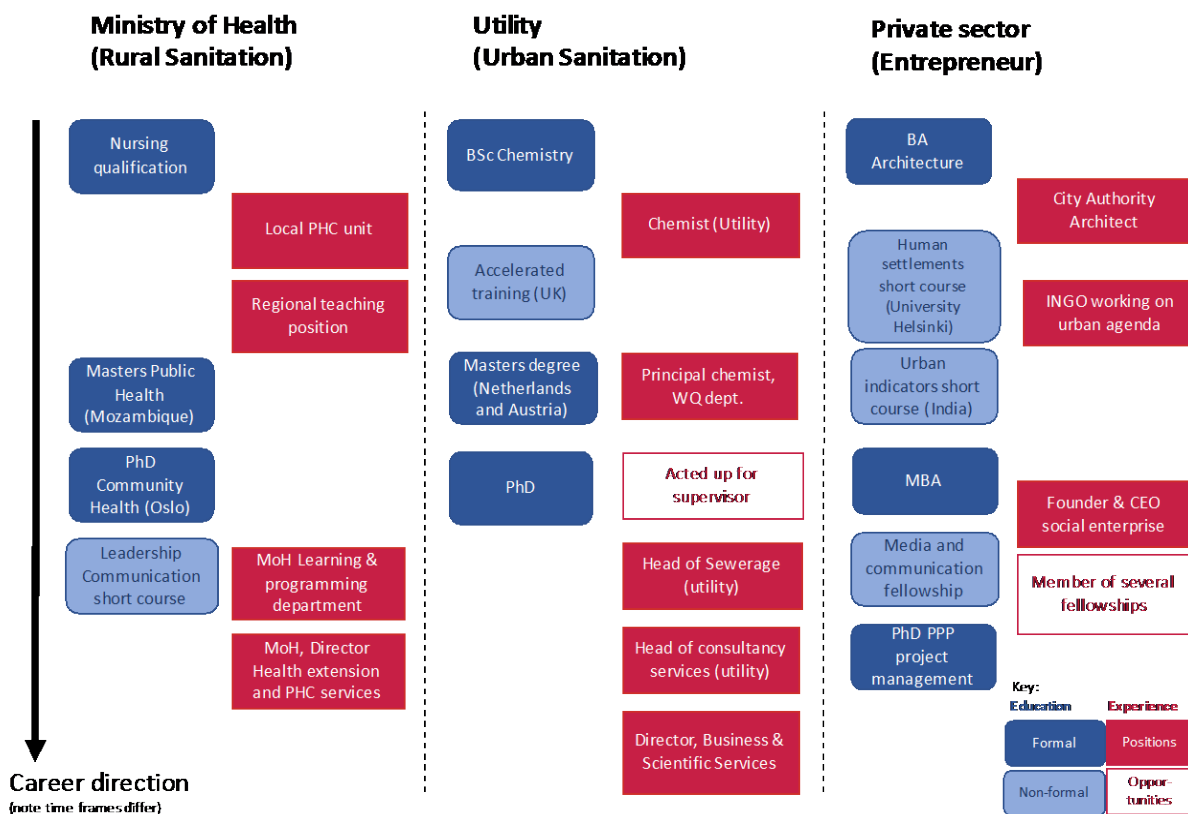 Ministry of Health
(Rural Sanitation)
Nursing
qualification
Local PHC unit
Regional teaching
position
Masters Public
Health
(Mozambique)
PhD
Community
Health (Oslo)
Leadership
Communication
short course
MoH Learning &
programming
department
MoH, Director
Health extension
and PHC services
Utility
(Urban Sanitation)
BSc Chemistry
Chemist (Utility)
Accelerated
training (UK)
Masters degree
(Netherlands
and Austria)
Principal chemist,
WQ dept.
PhD
Acted up for
supervisor
Head of Sewerage
(utility)
Head of consultancy
services (utility)
Director, Business &
Scientific Services
Private sector
(Entrepreneur)
BA
Architecture
City Authority
Architect
Human
settlements
short course
(University
Helsinki)
INGO working on
urban agenda
Urban
indicators short
course (India)
MBA
Founder & CEO
social enterprise
Media and
communication
fellowship
Member of several
fellowships
PhD PPP
project
management
Key:
Education
Experience
Formal
Positions
Non-formal
Oppor-
tunities
Career direction
(note time frames differ)